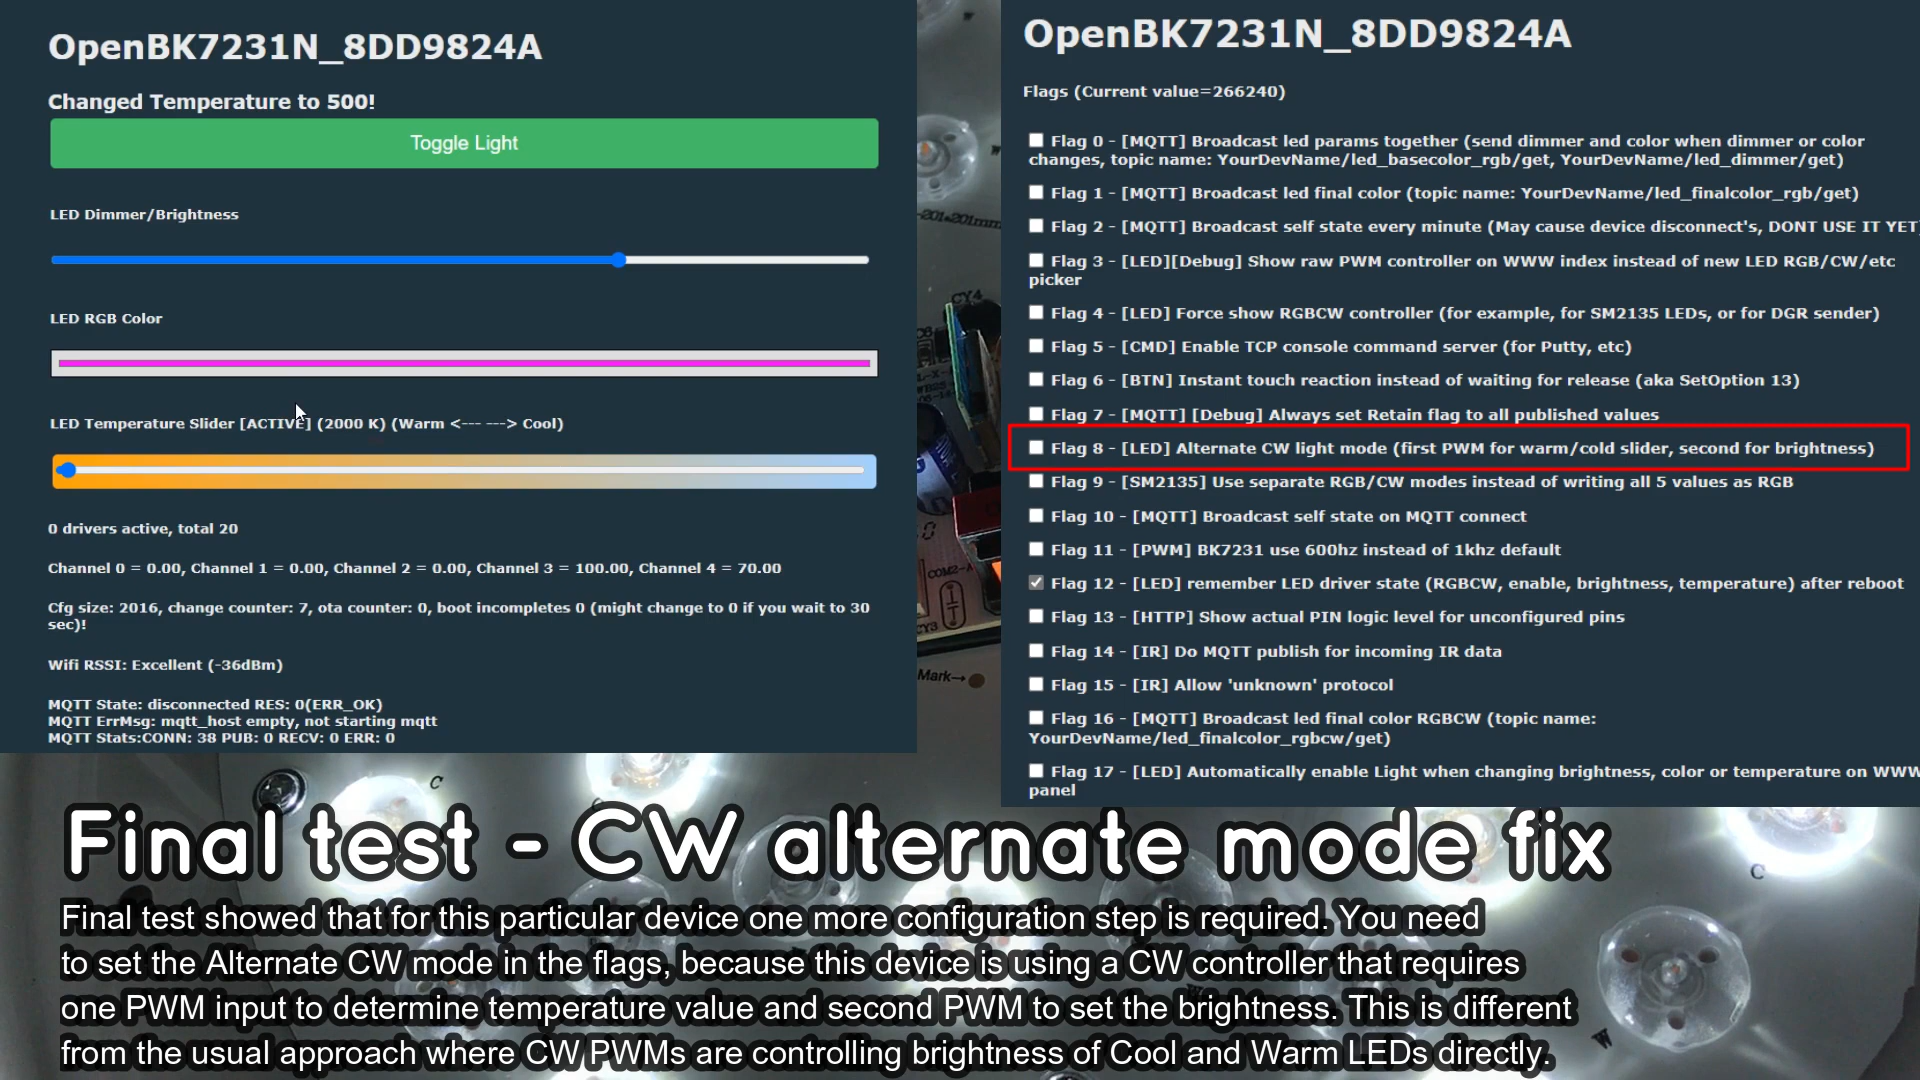 OpenBK7231N_8DD9824A
Changed Temperature to 500!
Toggle Light
LED Dimmer/Brightness
LED RGB Color
LED Temperature Slider [ACTIVE] (2000 K) (Warm <--- ---> Cool)
0 drivers active, total 20
Channel 0 = 0.00, Channel 1 = 0.00, Channel 2 = 0.00, Channel 3 = 100.00, Channel 4 = 70.00
Cfg size: 2016, change counter: 7, ota counter: 0, boot incompletes 0 (might change to 0 if you wait to 30
sec)!
Wifi RSSI: Excellent (-36dBm)
MQTT State: disconnected RES: 0(ERR_OK)
MQTT ErrMsg: mqtt_host empty, not starting mqtt
MQTT Stats:CONN: 38 PUB: 0 RECV: 0 ERR: 0
OpenBK7231N_8DD9824A
Flags (Current value=266240)
Flag 0 - [MQTT] Broadcast led params together (send dimmer and color when dimmer or color
changes, topic name: YourDevName/led_basecolor_rgb/get, YourDevName/led_dimmer/get)
Flag 1 - [MQTT] Broadcast led final color (topic name: YourDevName/led_finalcolor_rgb/get)
Flag 2 - [MQTT] Broadcast self state every minute (May cause device disconnect's, DONT USE IT YET
Flag 3 - [LED][Debug] Show raw PWM controller on WWW index instead of new LED RGB/CW/etc
picker
Flag 4 - [LED] Force show RGBCW controller (for example, for SM2135 LEDs, or for DGR sender)
Flag 5 - [CMD] Enable TCP console command server (for Putty, etc)
Flag 6 - [BTN] Instant touch reaction instead of waiting for release (aka SetOption 13)
Flag 7 - [MQTT] [Debug] Always set Retain flag to all published values
Flag 8 - [LED] Alternate CW light mode (first PWM for warm/cold slider, second for brightness)
Flag 9 - [SM2135] Use separate RGB/CW modes instead of writing all 5 values as RGB
Flag 10 - [MQTT] Broadcast self state on MQTT connect
Flag 11 - [PWM] BK7231 use 600hz instead of 1khz default
Flag 12 - [LED] remember LED driver state (RGBCW, enable, brightness, temperature) after reboot
Flag 13 - [HTTP] Show actual PIN logic level for unconfigured pins
Flag 14 - [IR] Do MQTT publish for incoming IR data
Flag 15 - [IR] Allow 'unknown' protocol
Flag 16 - [MQTT] Broadcast led final color RGBCW (topic name:
YourDevName/led_finalcolor_rgbcw/get)
Flag 17 - [LED] Automatically enable Light when changing brightness, color or temperature on WWW
panel
CY4
COM2-
CY3
Mark→
C
C
W
Final test - CW alternate mode fix
Final test showed that for this particular device one more configuration step is required. You need
to set the Alternate CW mode in the flags, because this device is using a CW controller that requires
one PWM input to determine temperature value and second PWM to set the brightness. This is different
from the usual approach where CW PWMs are controlling brightness of Cool and Warm LEDs directly.